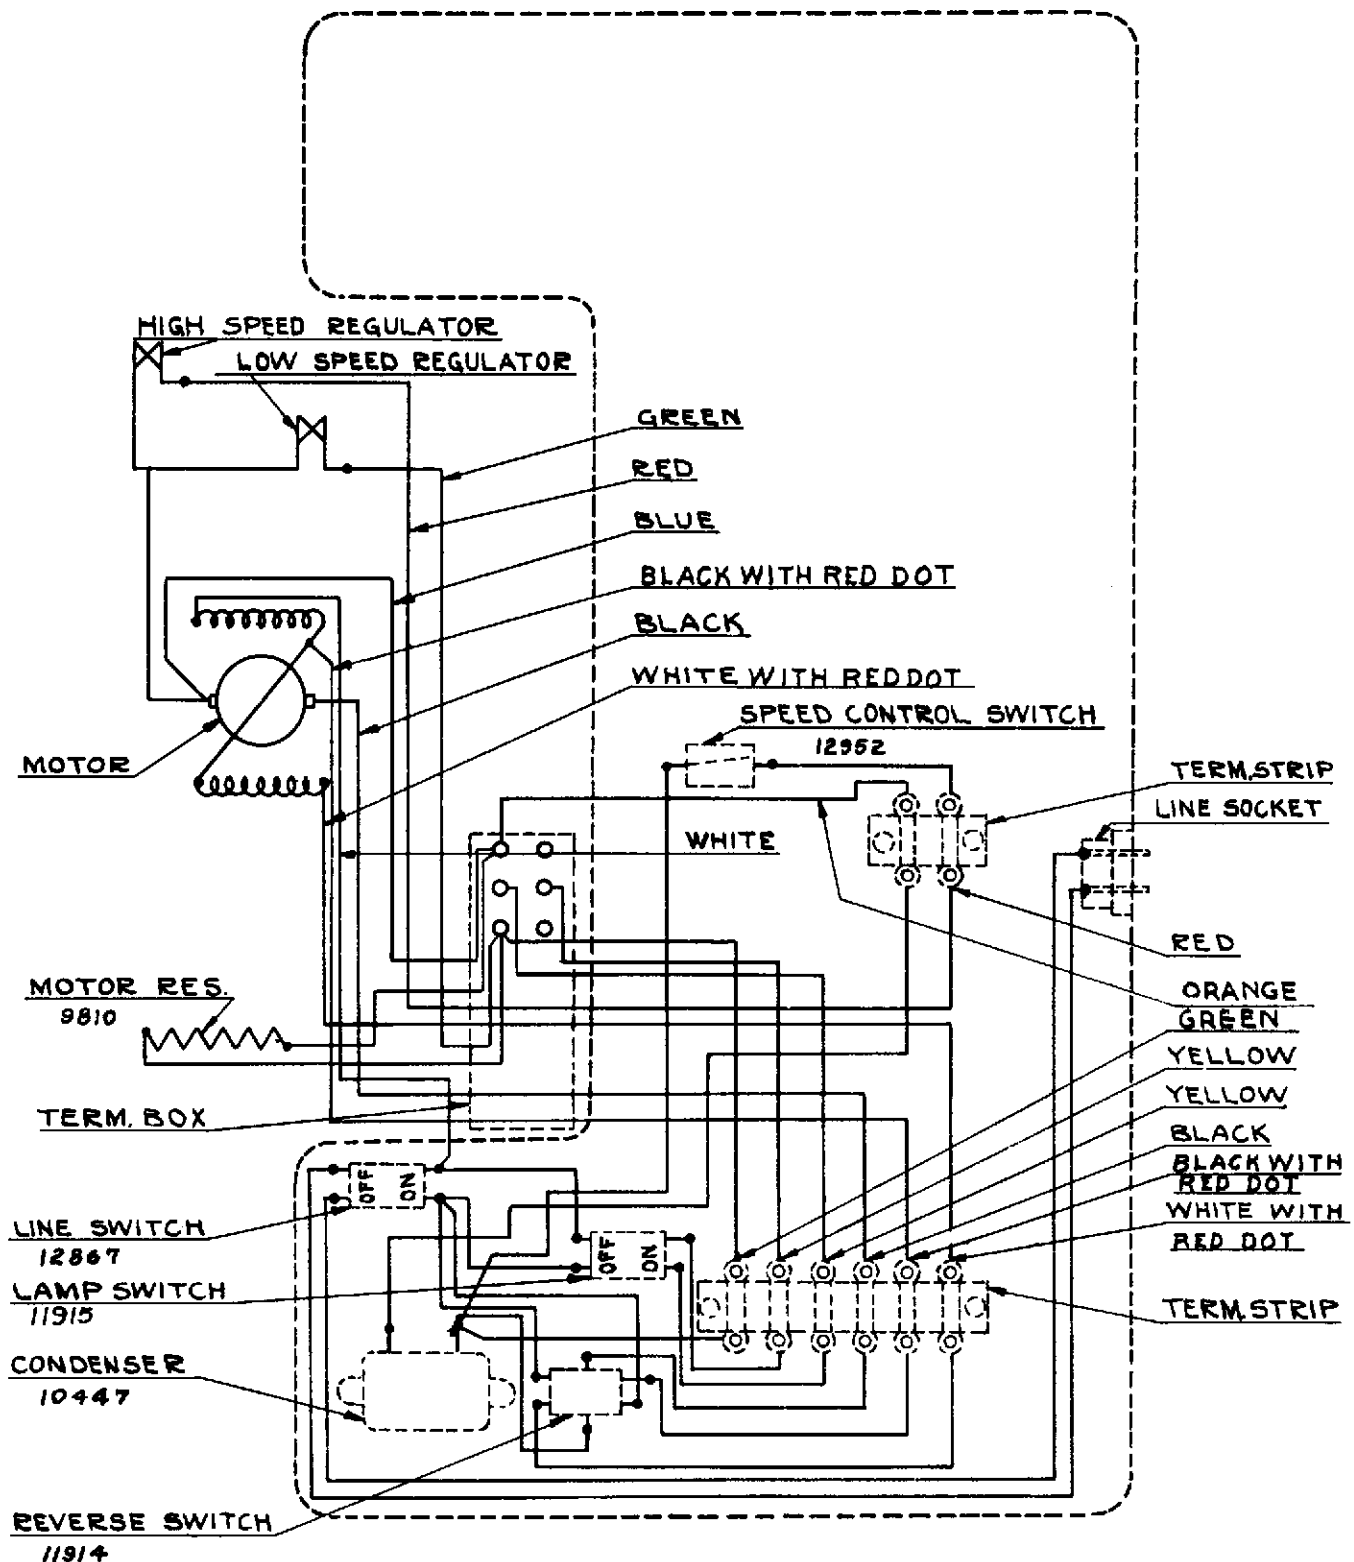 HIGH SPEED REGULATOR
LOW SPEED REGULATOR
GREEN
RED
BLUE
BLACK WITH RED DOT
BLACK
WHITE WITH RED DOT
SPEED CONTROL SWITCH
12952
MOTOR
TERM. STRIP
LINE SOCKET
WHITE
RED
MOTOR RES.
9810
ORANGE
GREEN
YELLOW
YELLOW
TERM. BOX
BLACK
BLACK WITH
RED DOT
WHITE WITH
RED DOT
OFF
ON
LINE SWITCH
12867
OFF
ON
LAMP SWITCH
11915
TERM. STRIP
CONDENSER
10447
REVERSE SWITCH
11914